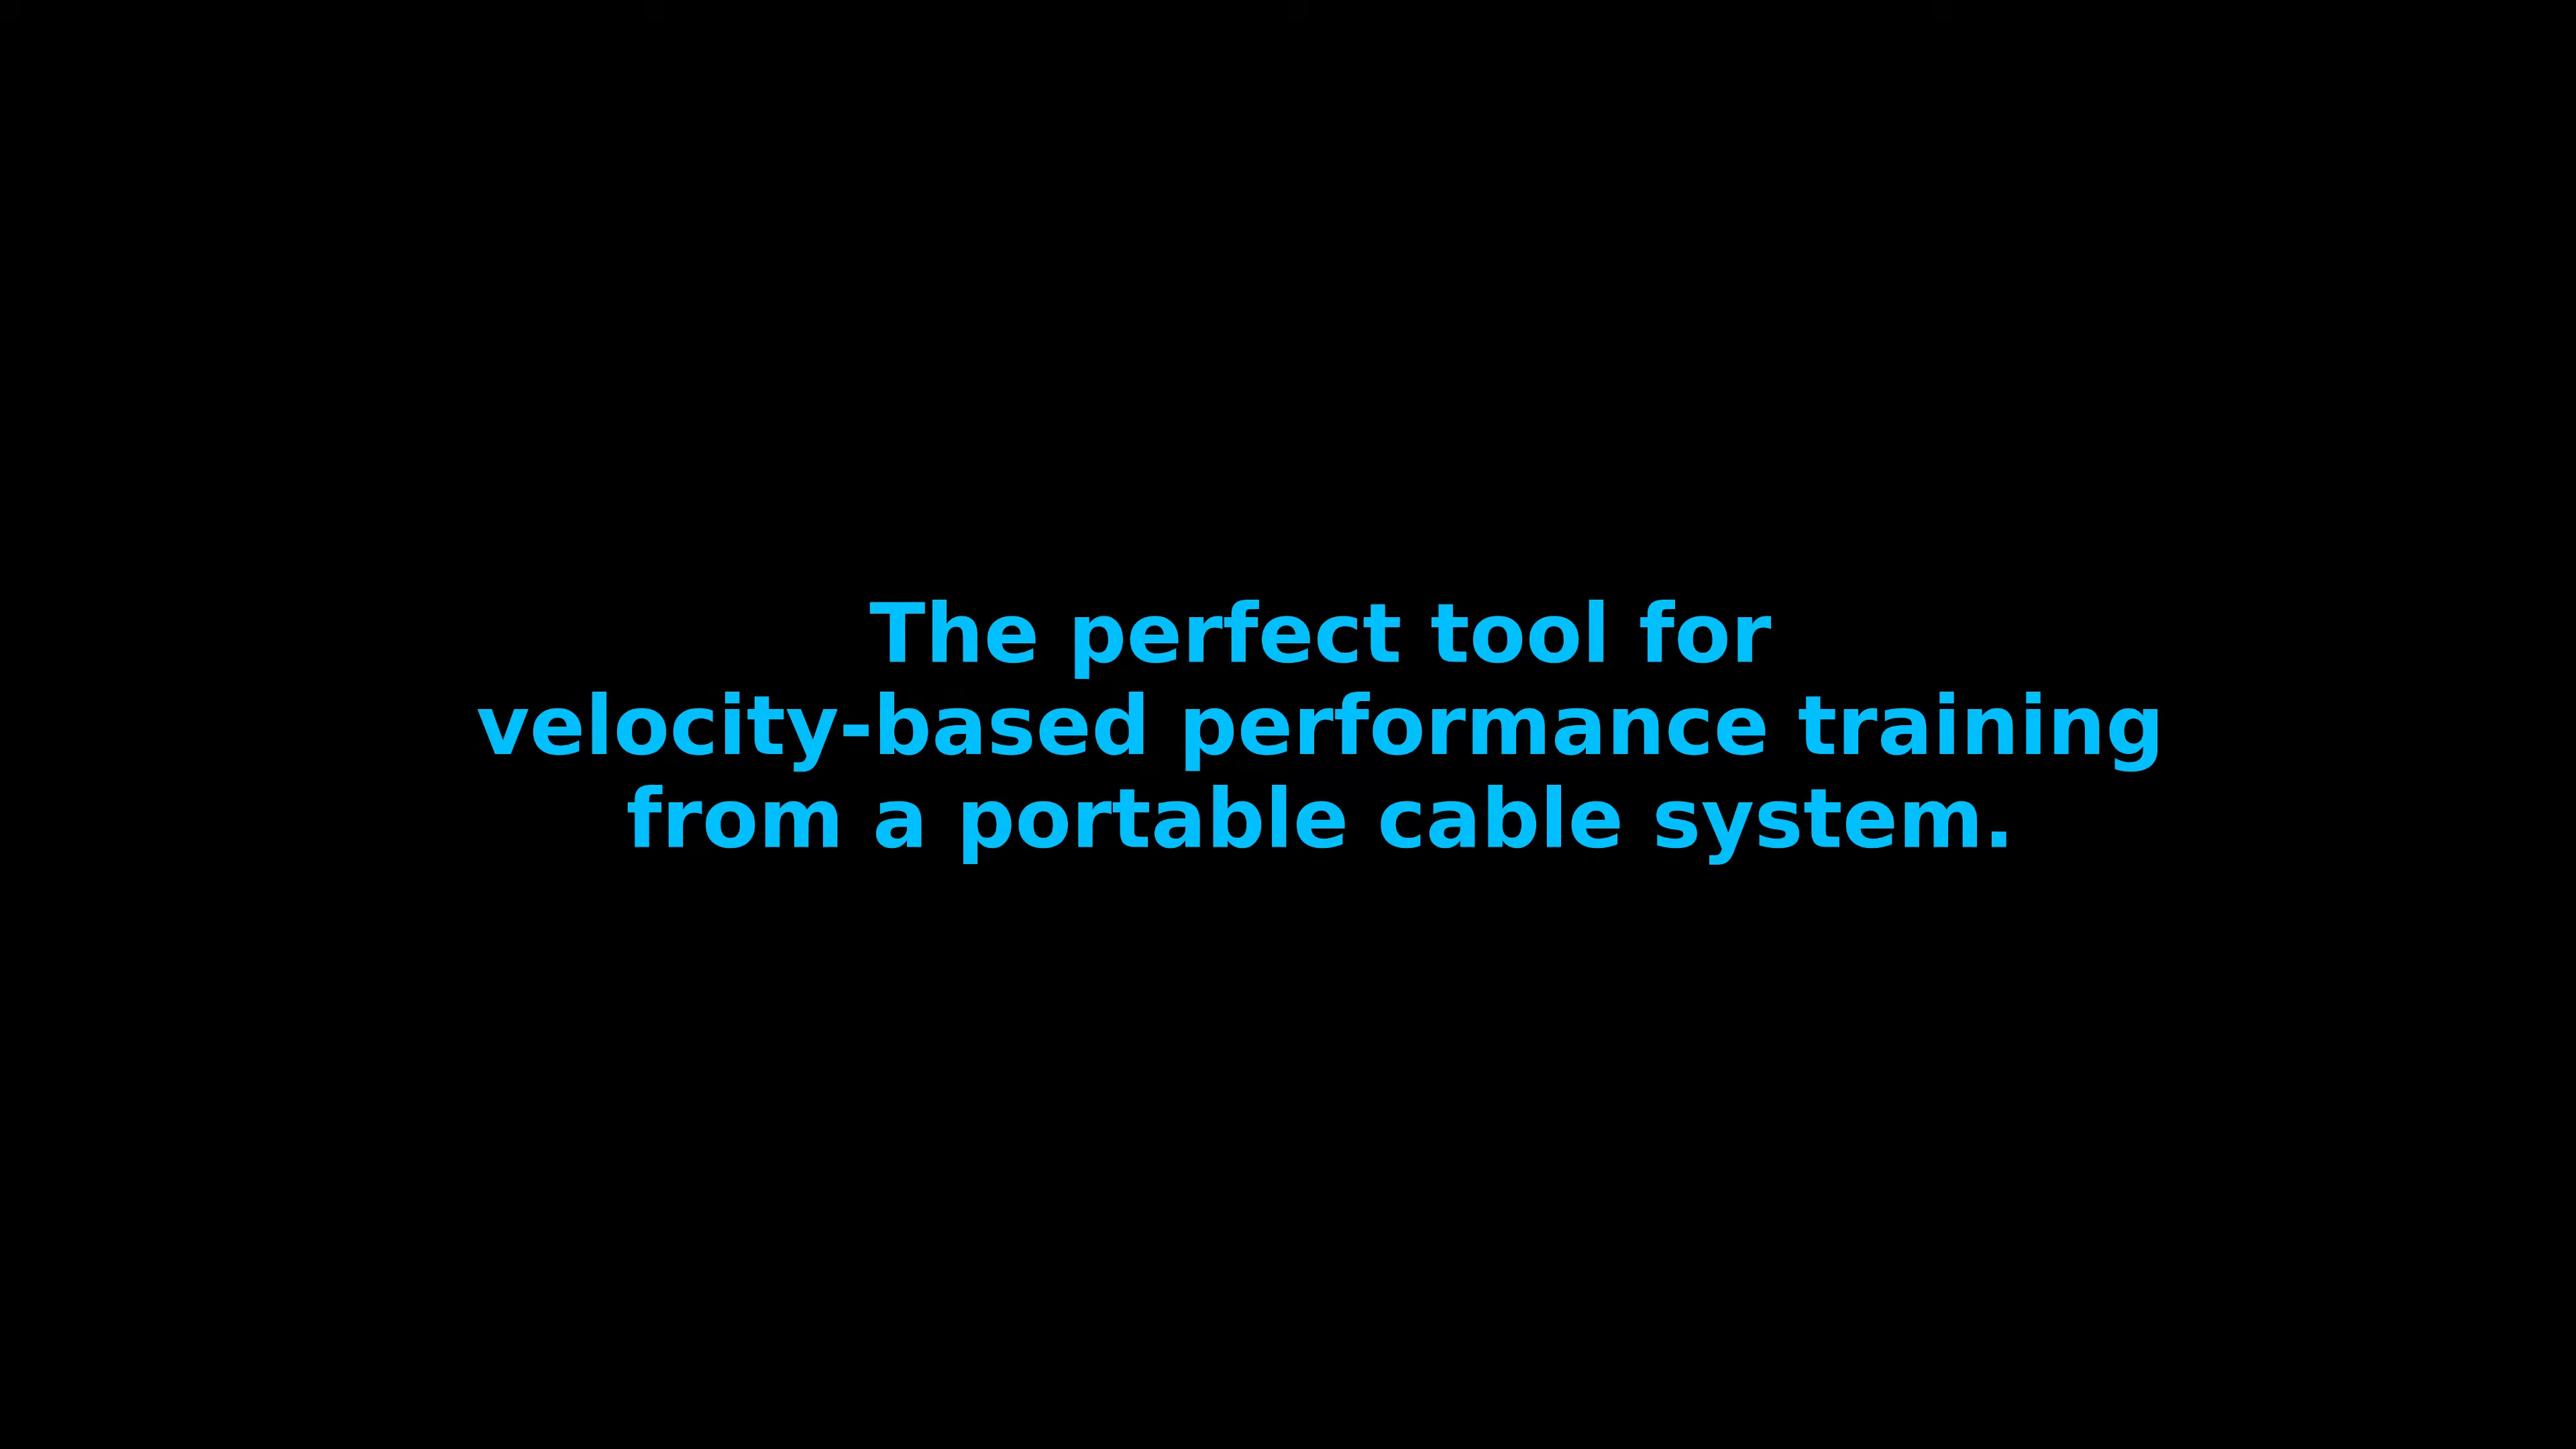 The perfect tool for
velocity-based performance training
from a portable cable system.